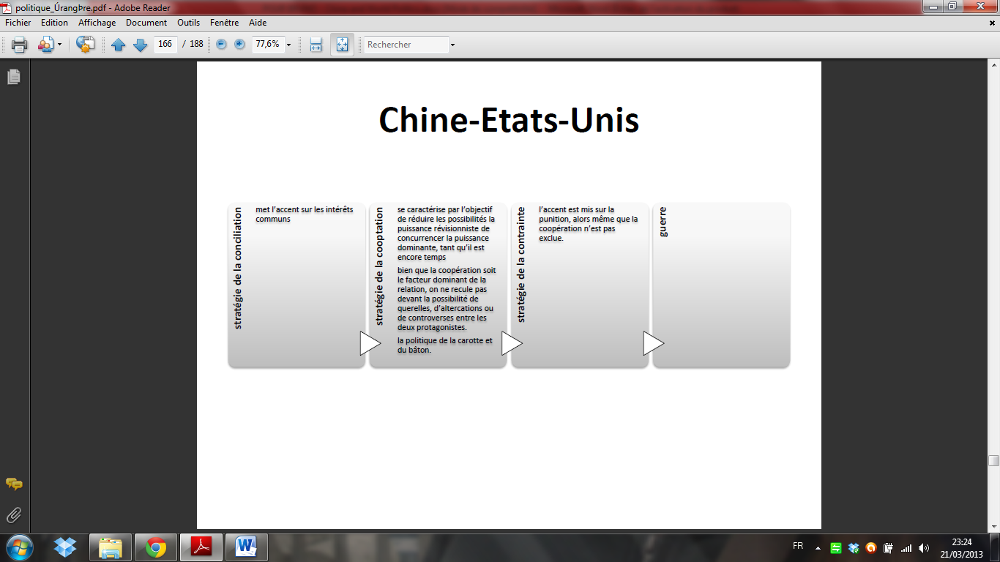 politique_ÚrangÞre.pdf - Adobe Reader
Fichier Edition Affichage Document Outils Fenêtre Aide
166 / 188 77,6% Rechercher
Chine-Etats-Unis
stratégie de la conciliation
met l’accent sur les intérêts
communs
stratégie de la cooptation
se caractérise par l’objectif
de réduire les possibilités la
puissance révisionniste de
concurrencer la puissance
dominante, tant qu’il est
encore temps
bien que la coopération soit
le facteur dominant de la
relation, on ne recule pas
devant la possibilité de
querelles, d’altercations ou
de controverses entre les
deux protagonistes.
la politique de la carotte et
du bâton.
stratégie de la contrainte
l’accent est mis sur la
punition, alors même que la
coopération n’est pas
exclue.
guerre
FR
23:24
21/03/2013